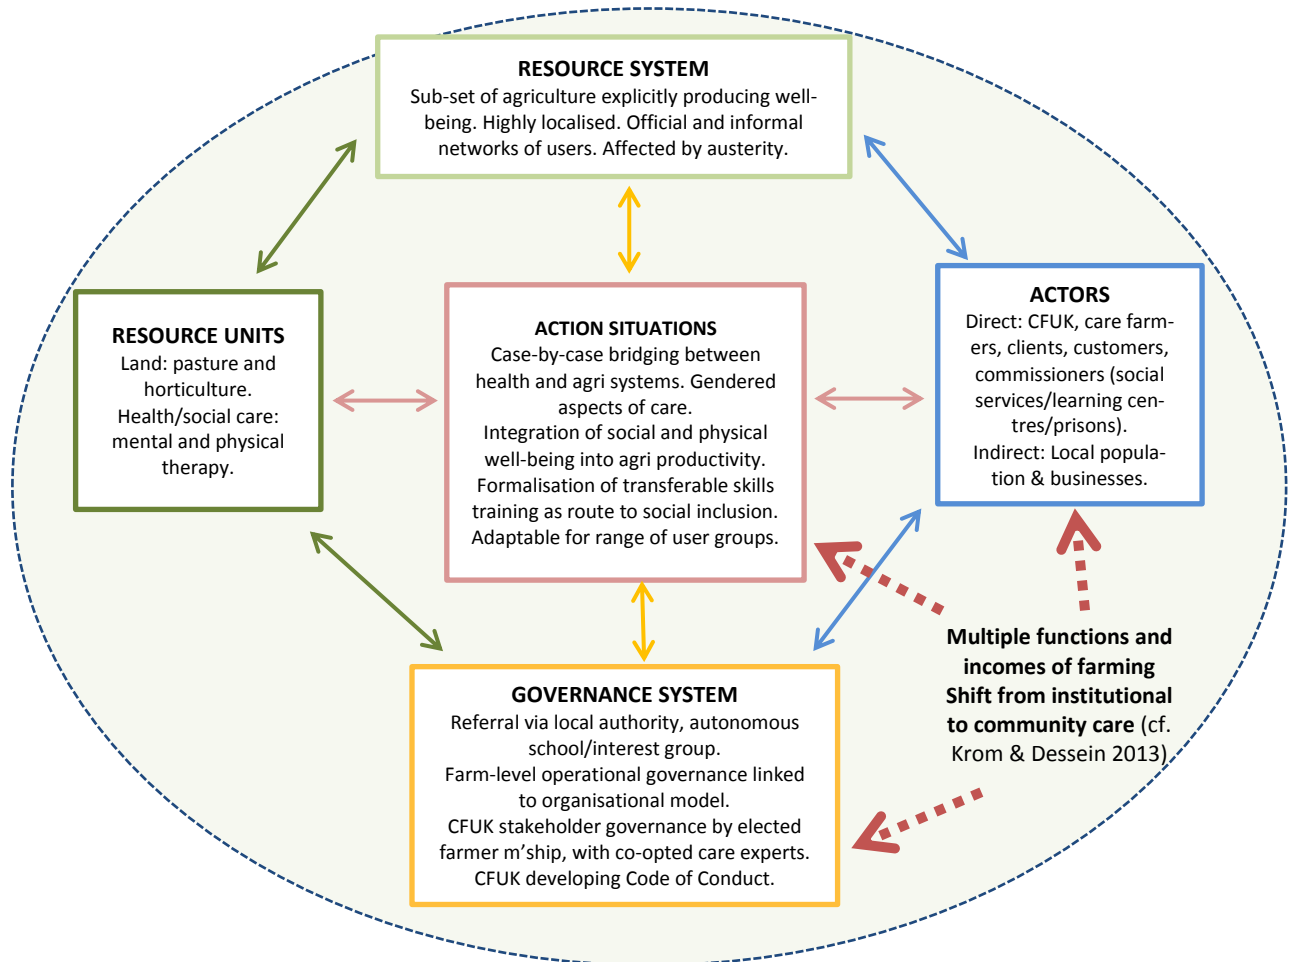 RESOURCE SYSTEM
Sub-set of agriculture explicitly producing well-
being. Highly localised. Official and informal
networks of users. Affected by austerity.
RESOURCE UNITS
Land: pasture and
horticulture.
Health/social care:
mental and physical
therapy.
ACTION SITUATIONS
Case-by-case bridging between
health and agri systems. Gendered
aspects of care.
Integration of social and physical
well-being into agri productivity.
Formalisation of transferable skills
training as route to social inclusion.
Adaptable for range of user groups.
ACTORS
Direct: CFUK, care farm-
ers, clients, customers,
commissioners (social
services/learning cen-
tres/prisons).
Indirect: Local popula-
tion & businesses.
Multiple functions and
incomes of farming
Shift from institutional
to community care (cf.
Krom & Dessein 2013)
GOVERNANCE SYSTEM
Referral via local authority, autonomous
school/interest group.
Farm-level operational governance linked
to organisational model.
CFUK stakeholder governance by elected
farmer m’ship, with co-opted care experts.
CFUK developing Code of Conduct.